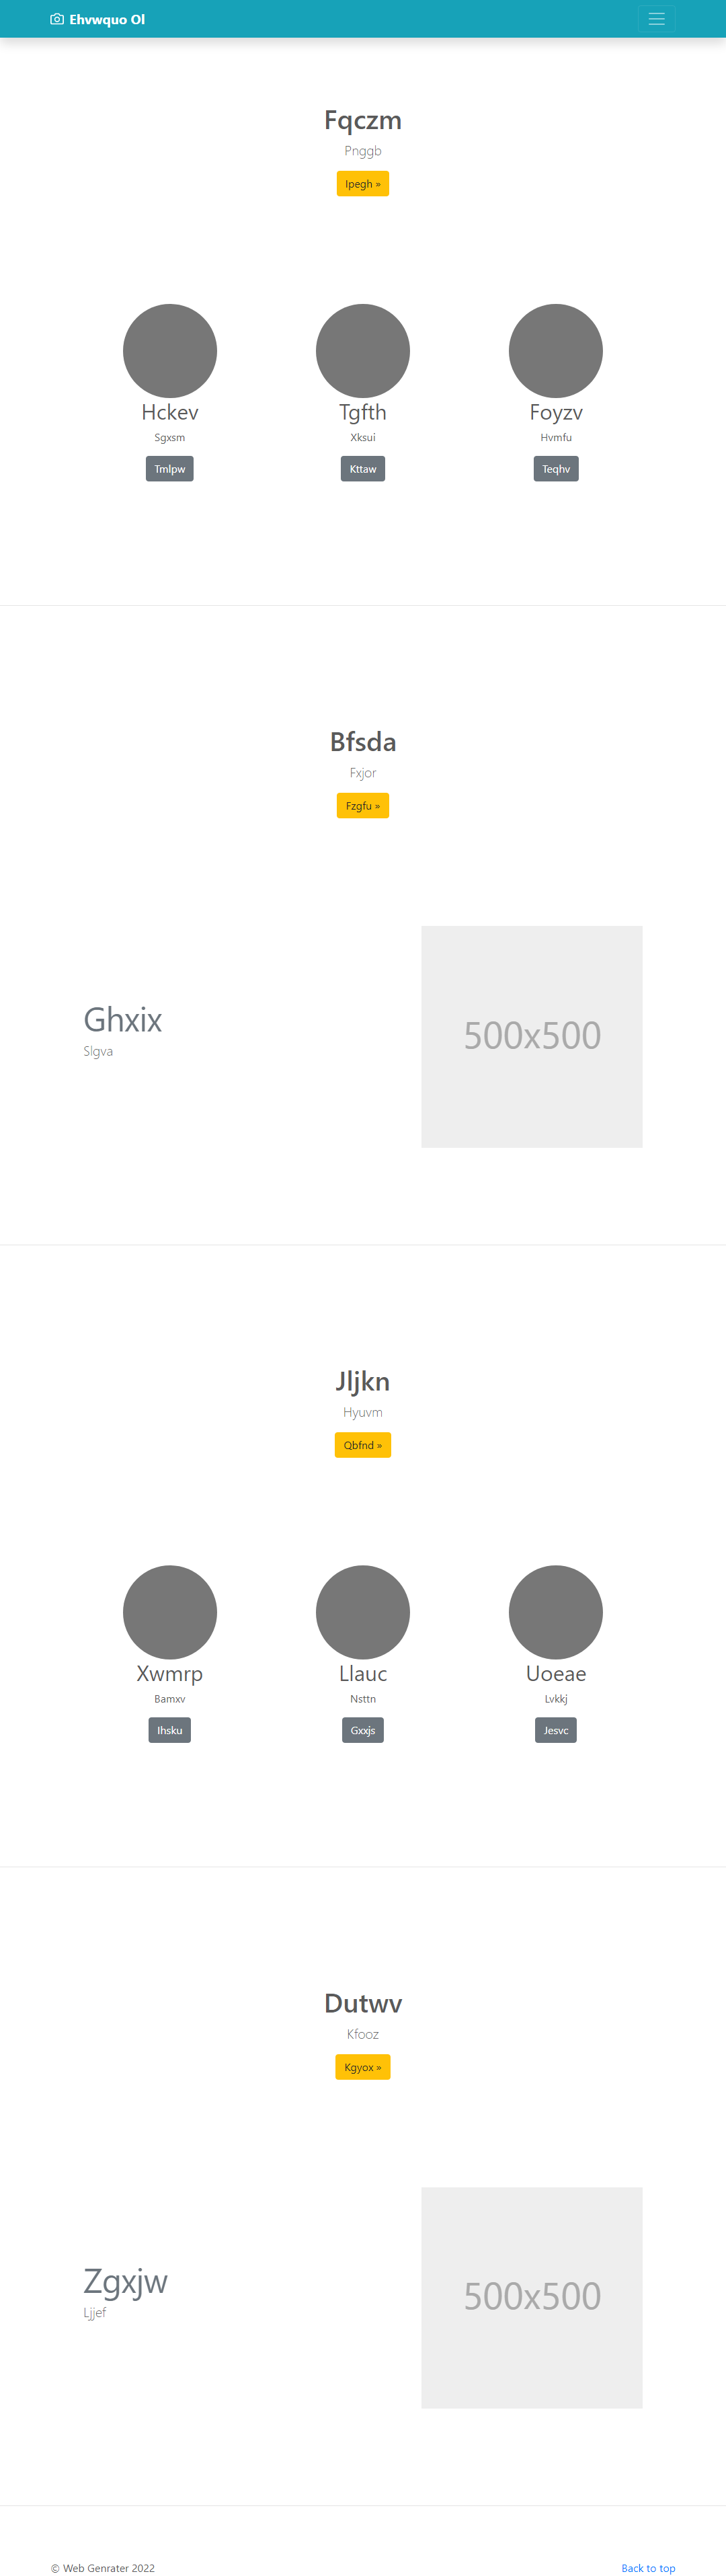 Ehvwquo Ol
Fqczm
Pnggb
Ipegh »
Hckev
Tgfth
Foyzv
Sgxsm
Xksui
Hvmfu
Tmlpw
Kttaw
Teqhv
Bfsda
Fxjor
Fzgfu »
Ghxix
Slgva
500x500
Jljkn
Hyuvm
Qbfnd »
Xwmrp
Llauc
Uoeae
Bamxv
Nsttn
Lvkkj
Ihsku
Gxxjs
Jesvc
Dutwv
Kfooz
Kgyox »
Zgxjw
Ljjef
500x500
© Web Genrater 2022
Back to top